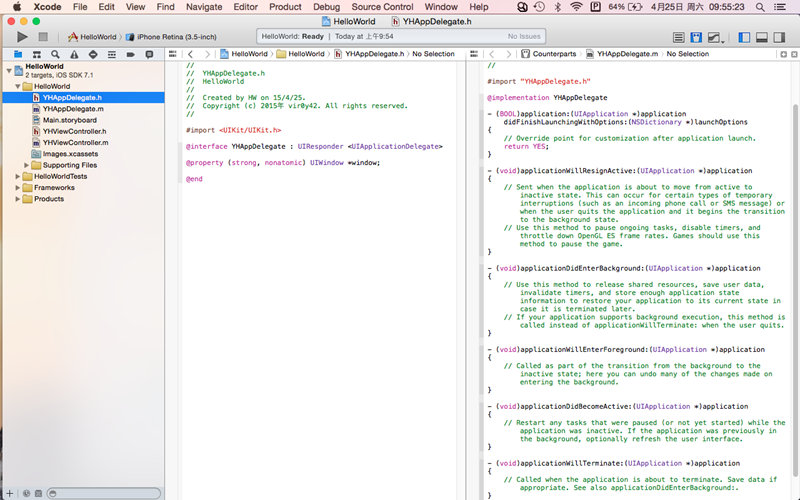 Xcode File Edit View Find Navigate Editor Product Debug Source Control Window Help 64% 4月25日 周六 09:55:23
HelloWorld YHAppDelegate.h
HelloWorld iPhone Retina (3.5-inch) HelloWorld: Ready | Today at 上午9:54 No Issues
HelloWorld HelloWorld YHAppDelegate.h No Selection
Counterparts YHAppDelegate.m No Selection
HelloWorld
2 targets, iOS SDK 7.1
HelloWorld
YHAppDelegate.h
YHAppDelegate.m
Main.storyboard
YHViewController.h
YHViewController.m
Images.xcassets
Supporting Files
HelloWorldTests
Frameworks
Products
//
// YHAppDelegate.h
// HelloWorld
//
// Created by HW on 15/4/25.
// Copyright (c) 2015年 vir0y42. All rights reserved.
//
#import <UIKit/UIKit.h>
@interface YHAppDelegate : UIResponder <UIApplicationDelegate>
@property (strong, nonatomic) UIWindow *window;
@end
//
#import "YHAppDelegate.h"
@implementation YHAppDelegate
- (BOOL)application:(UIApplication *)application
didFinishLaunchingWithOptions:(NSDictionary *)launchOptions
{
// Override point for customization after application launch.
return YES;
}
- (void)applicationWillResignActive:(UIApplication *)application
{
// Sent when the application is about to move from active to
inactive state. This can occur for certain types of temporary
interruptions (such as an incoming phone call or SMS message) or
when the user quits the application and it begins the transition
to the background state.
// Use this method to pause ongoing tasks, disable timers, and
throttle down OpenGL ES frame rates. Games should use this
method to pause the game.
}
- (void)applicationDidEnterBackground:(UIApplication *)application
{
// Use this method to release shared resources, save user data,
invalidate timers, and store enough application state
information to restore your application to its current state in
case it is terminated later.
// If your application supports background execution, this method is
called instead of applicationWillTerminate: when the user quits.
}
- (void)applicationWillEnterForeground:(UIApplication *)application
{
// Called as part of the transition from the background to the
inactive state; here you can undo many of the changes made on
entering the background.
}
- (void)applicationDidBecomeActive:(UIApplication *)application
{
// Restart any tasks that were paused (or not yet started) while the
application was inactive. If the application was previously in
the background, optionally refresh the user interface.
}
- (void)applicationWillTerminate:(UIApplication *)application
{
// Called when the application is about to terminate. Save data if
appropriate. See also applicationDidEnterBackground:.
}